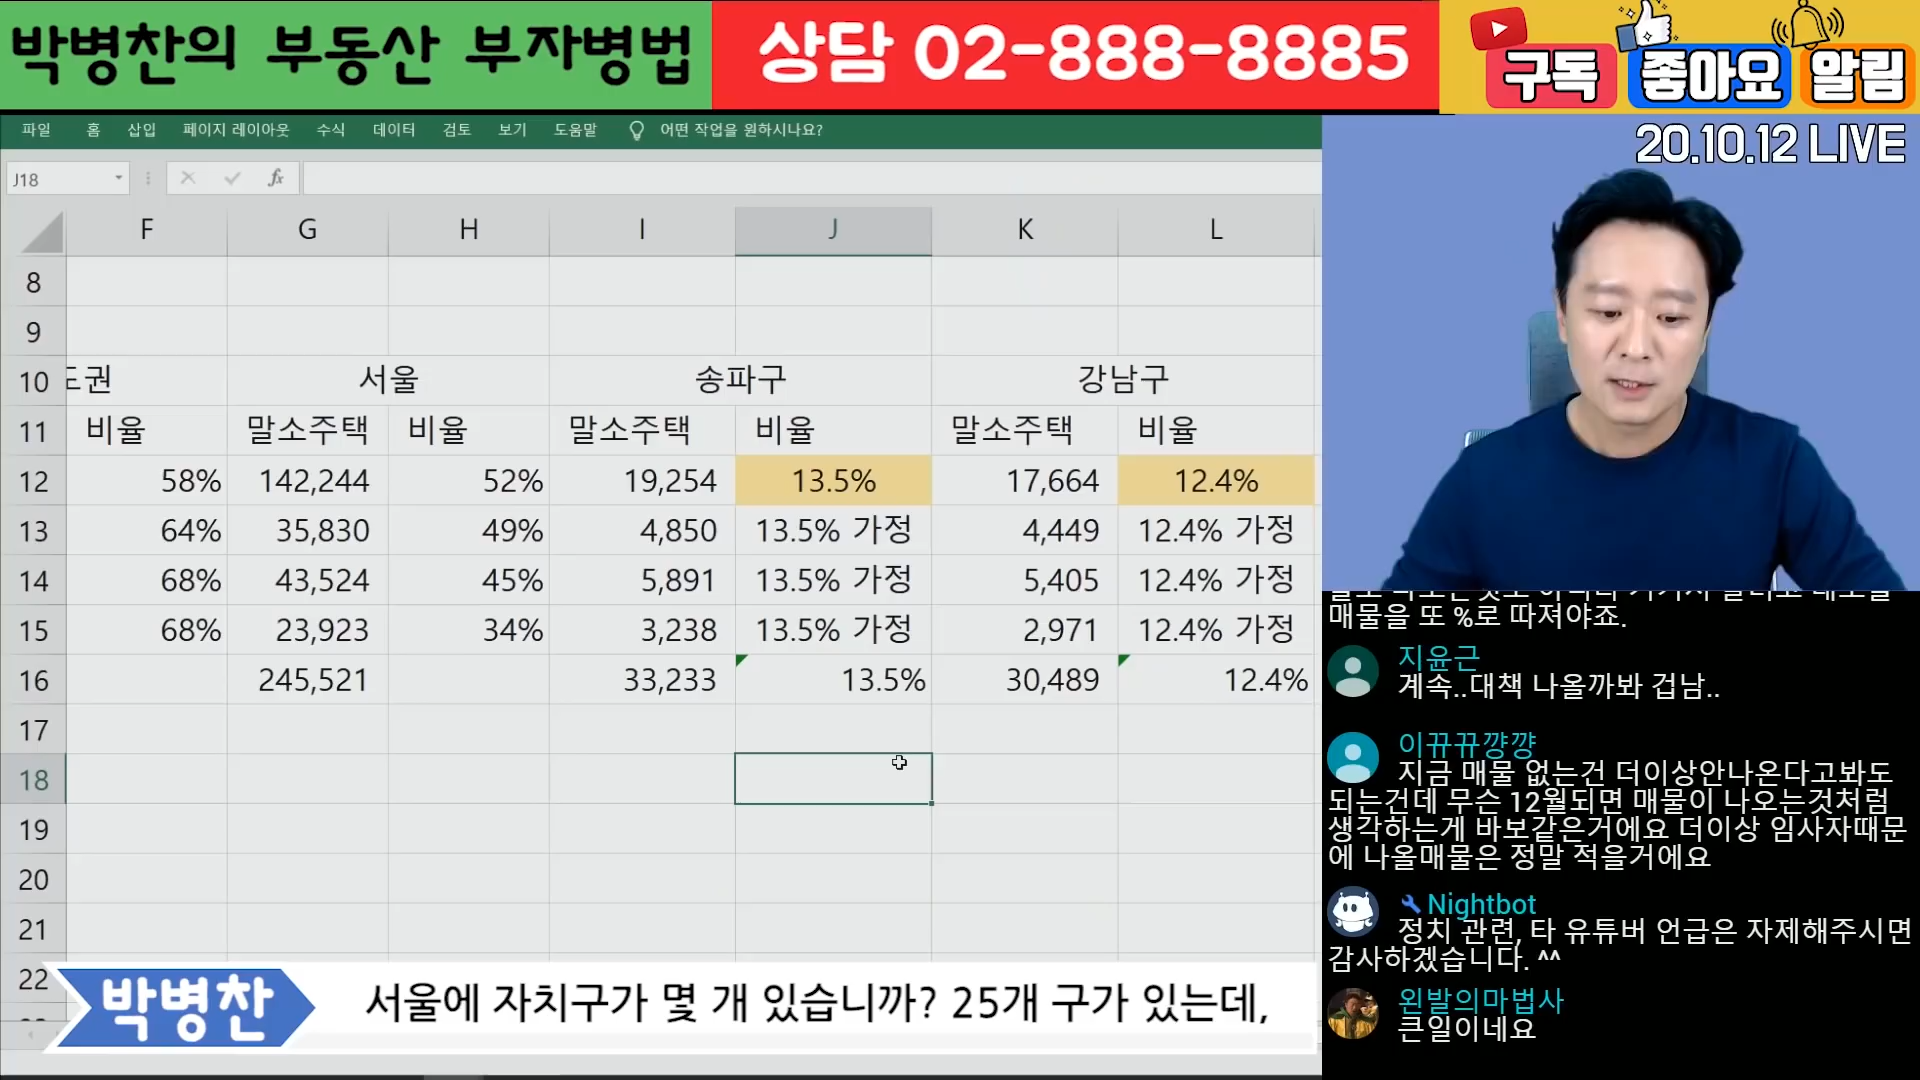 박병찬의 부동산 부자병법
상담 02-888-8885
구독 좋아요 알림
20.10.12 LIVE
파일 홈 삽입 페이지 레이아웃 수식 데이터 검토 보기 도움말 어떤 작업을 원하시나요?
J18 fx
F G H I J K L
8
9
10 도권 서울 송파구 강남구
11 비율 말소주택 비율 말소주택 비율 말소주택 비율
12 58% 142,244 52% 19,254 13.5% 17,664 12.4%
13 64% 35,830 49% 4,850 13.5% 가정 4,449 12.4% 가정
14 68% 43,524 45% 5,891 13.5% 가정 5,405 12.4% 가정
15 68% 23,923 34% 3,238 13.5% 가정 2,971 12.4% 가정
16 245,521 33,233 13.5% 30,489 12.4%
17
18
19
20
21
22
박병찬
서울에 자치구가 몇 개 있습니까? 25개 구가 있는데,
매물을 또 %로 따져야죠.
지윤근
계속..대책 나올까봐 겁남..
이뀨뀨꺙꺙
지금 매물 없는건 더이상안나온다고봐도
되는건데 무슨 12월되면 매물이 나오는것처럼
생각하는게 바보같은거에요 더이상 임사자때문
에 나올매물은 정말 적을거에요
Nightbot
정치 관련, 타 유튜버 언급은 자제해주시면
감사하겠습니다. ^^
왼발의마법사
큰일이네요